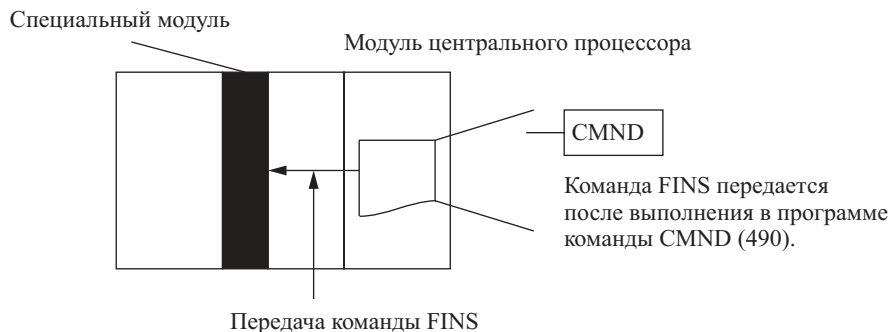 Специальный модуль
Модуль центрального процессора
CMND
Команда FINS передается
после выполнения в программе
команды CMND (490).
Передача команды FINS